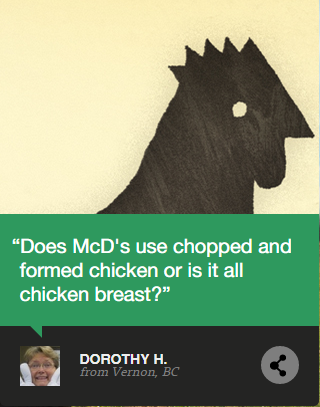 “Does McD's use chopped and
formed chicken or is it all
chicken breast?”
DOROTHY H.
from Vernon, BC